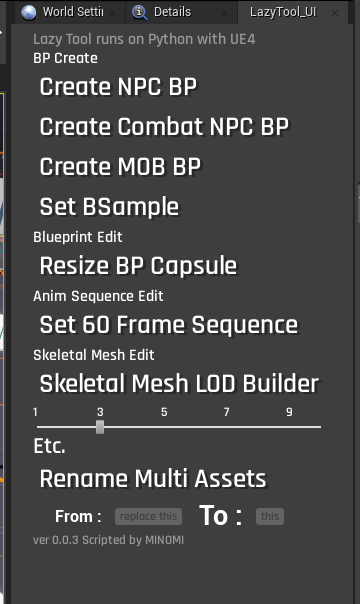 World Settin
Details
LazyTool_UI
Lazy Tool runs on Python with UE4
BP Create
Create NPC BP
Create Combat NPC BP
Create MOB BP
Set BSample
Blueprint Edit
Resize BP Capsule
Anim Sequence Edit
Set 60 Frame Sequence
Skeletal Mesh Edit
Skeletal Mesh LOD Builder
1 3 5 7 9
Etc.
Rename Multi Assets
From : replace this To : this
ver 0.0.3 Scripted by MINOMI